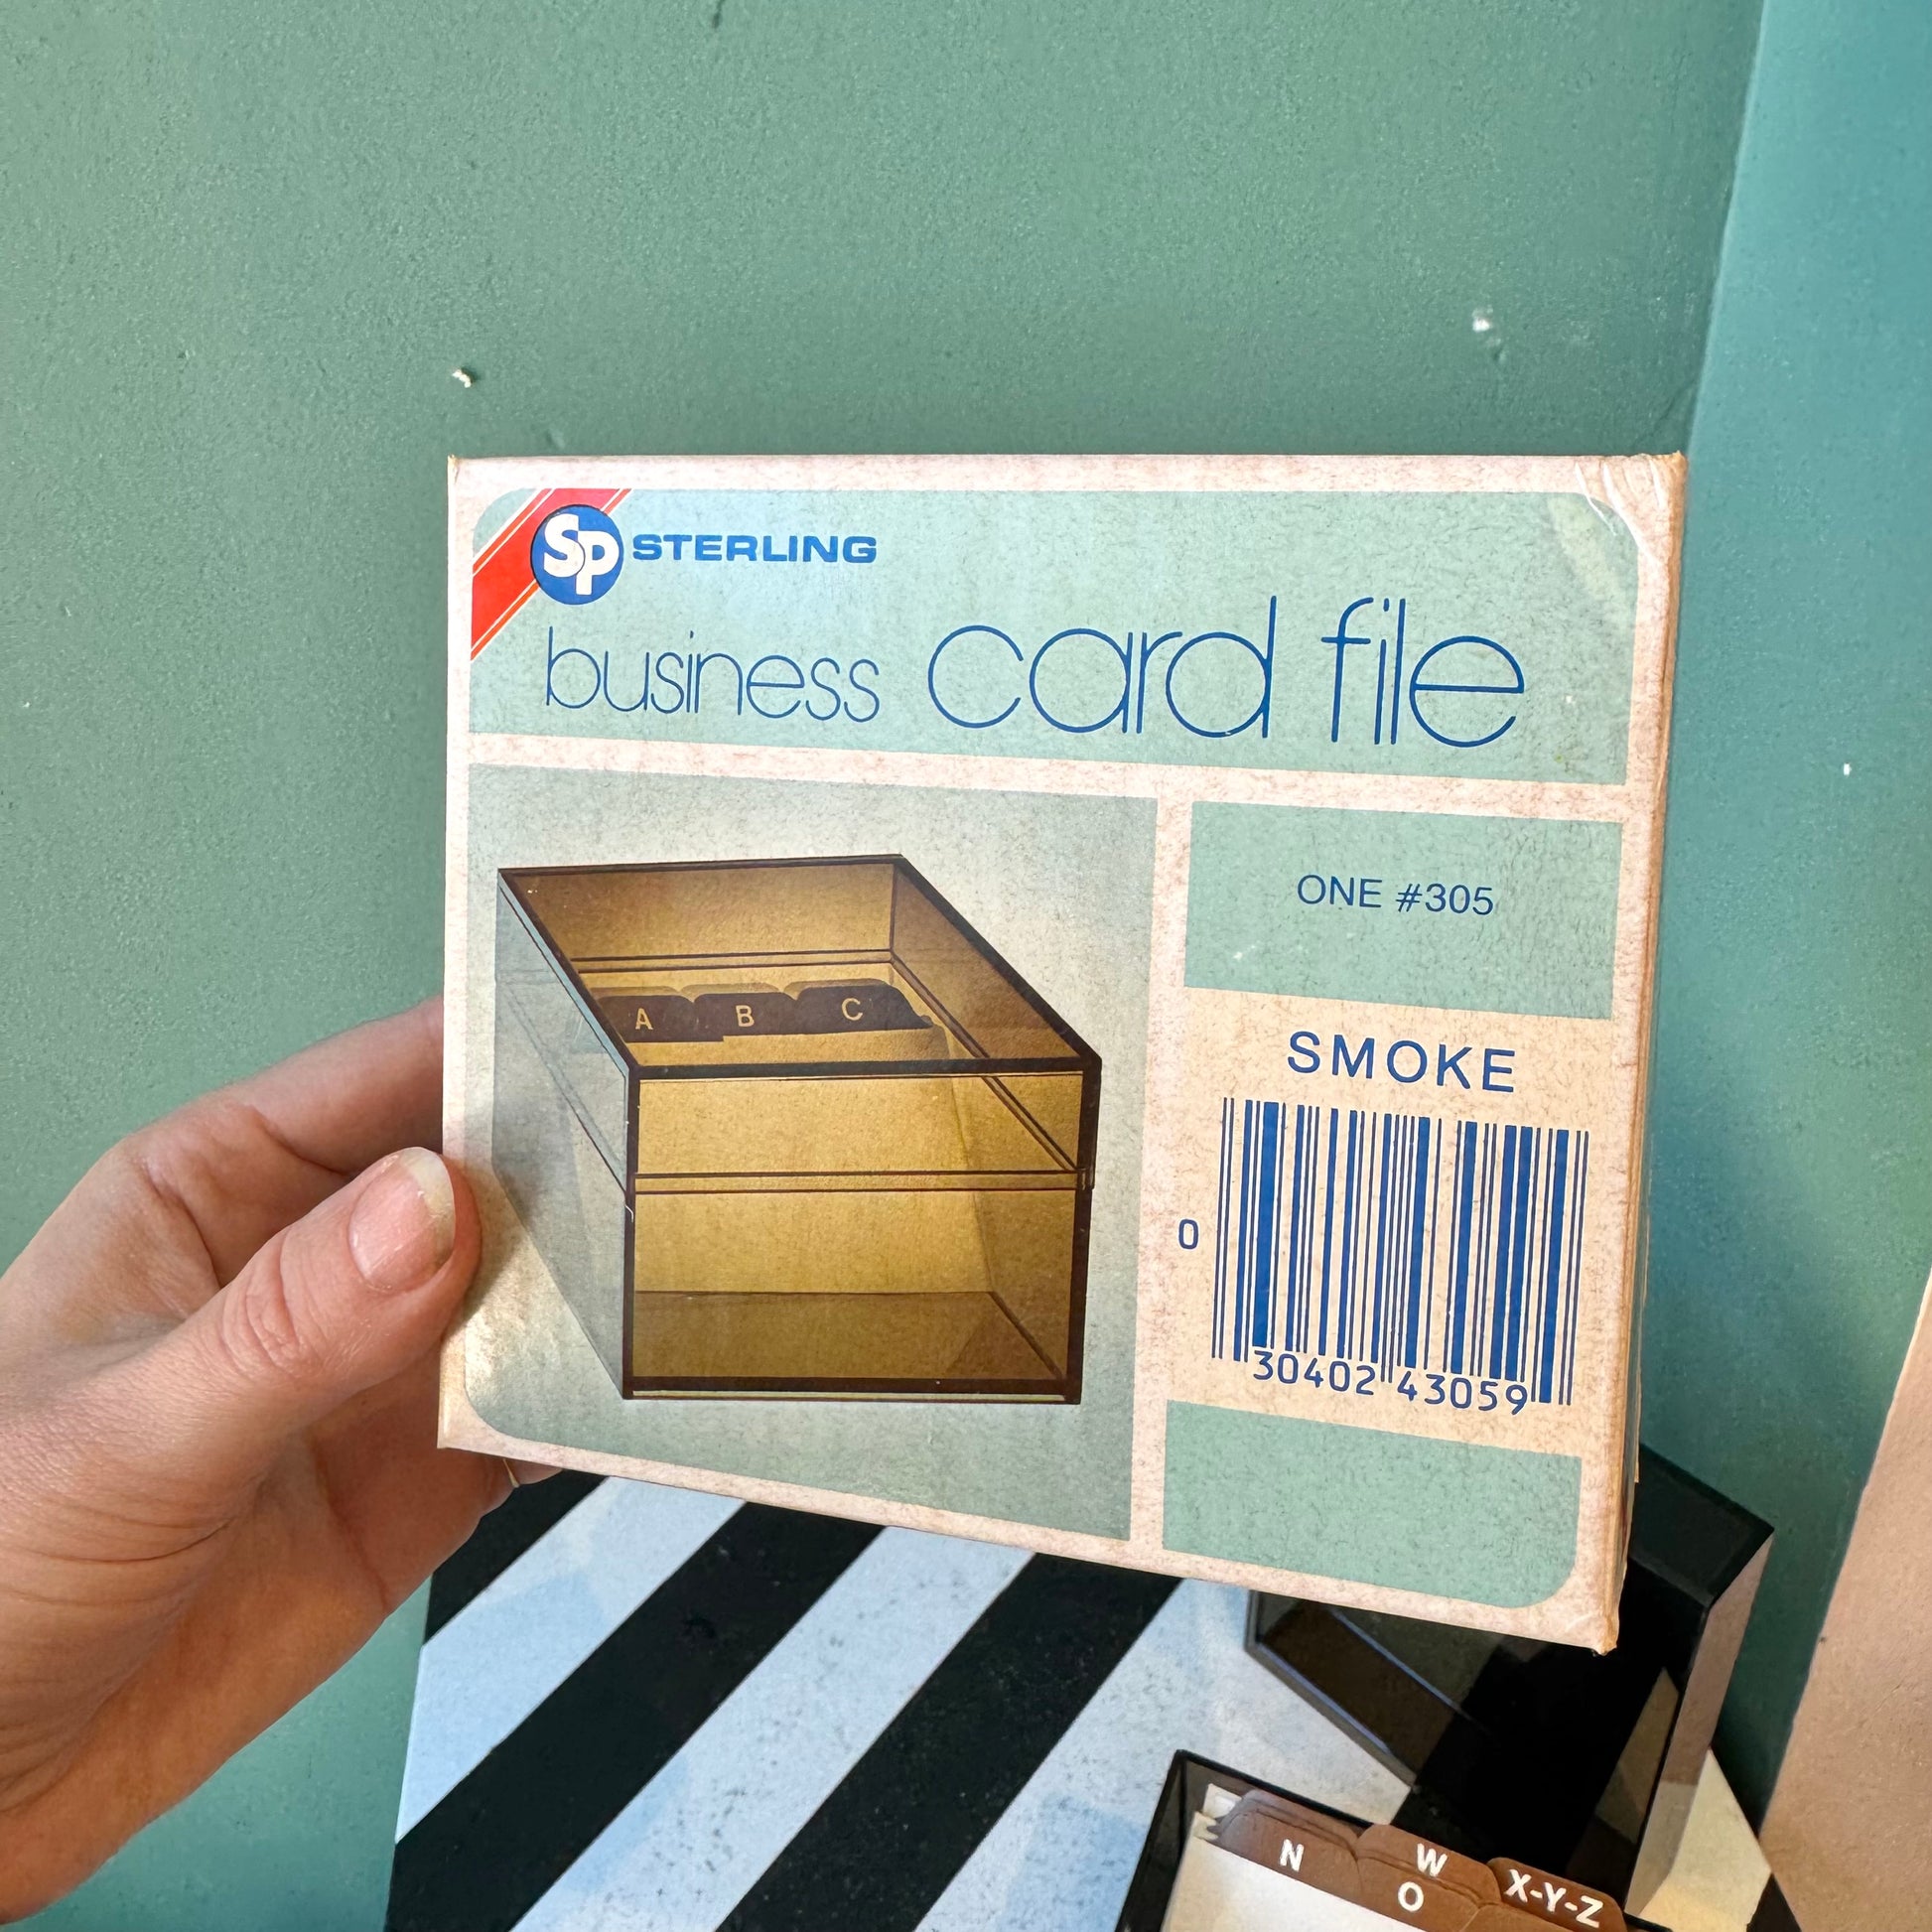 SP STERLING
business card file
A B C
ONE #305
SMOKE
0 30402 43059
N W X-Y-Z
O